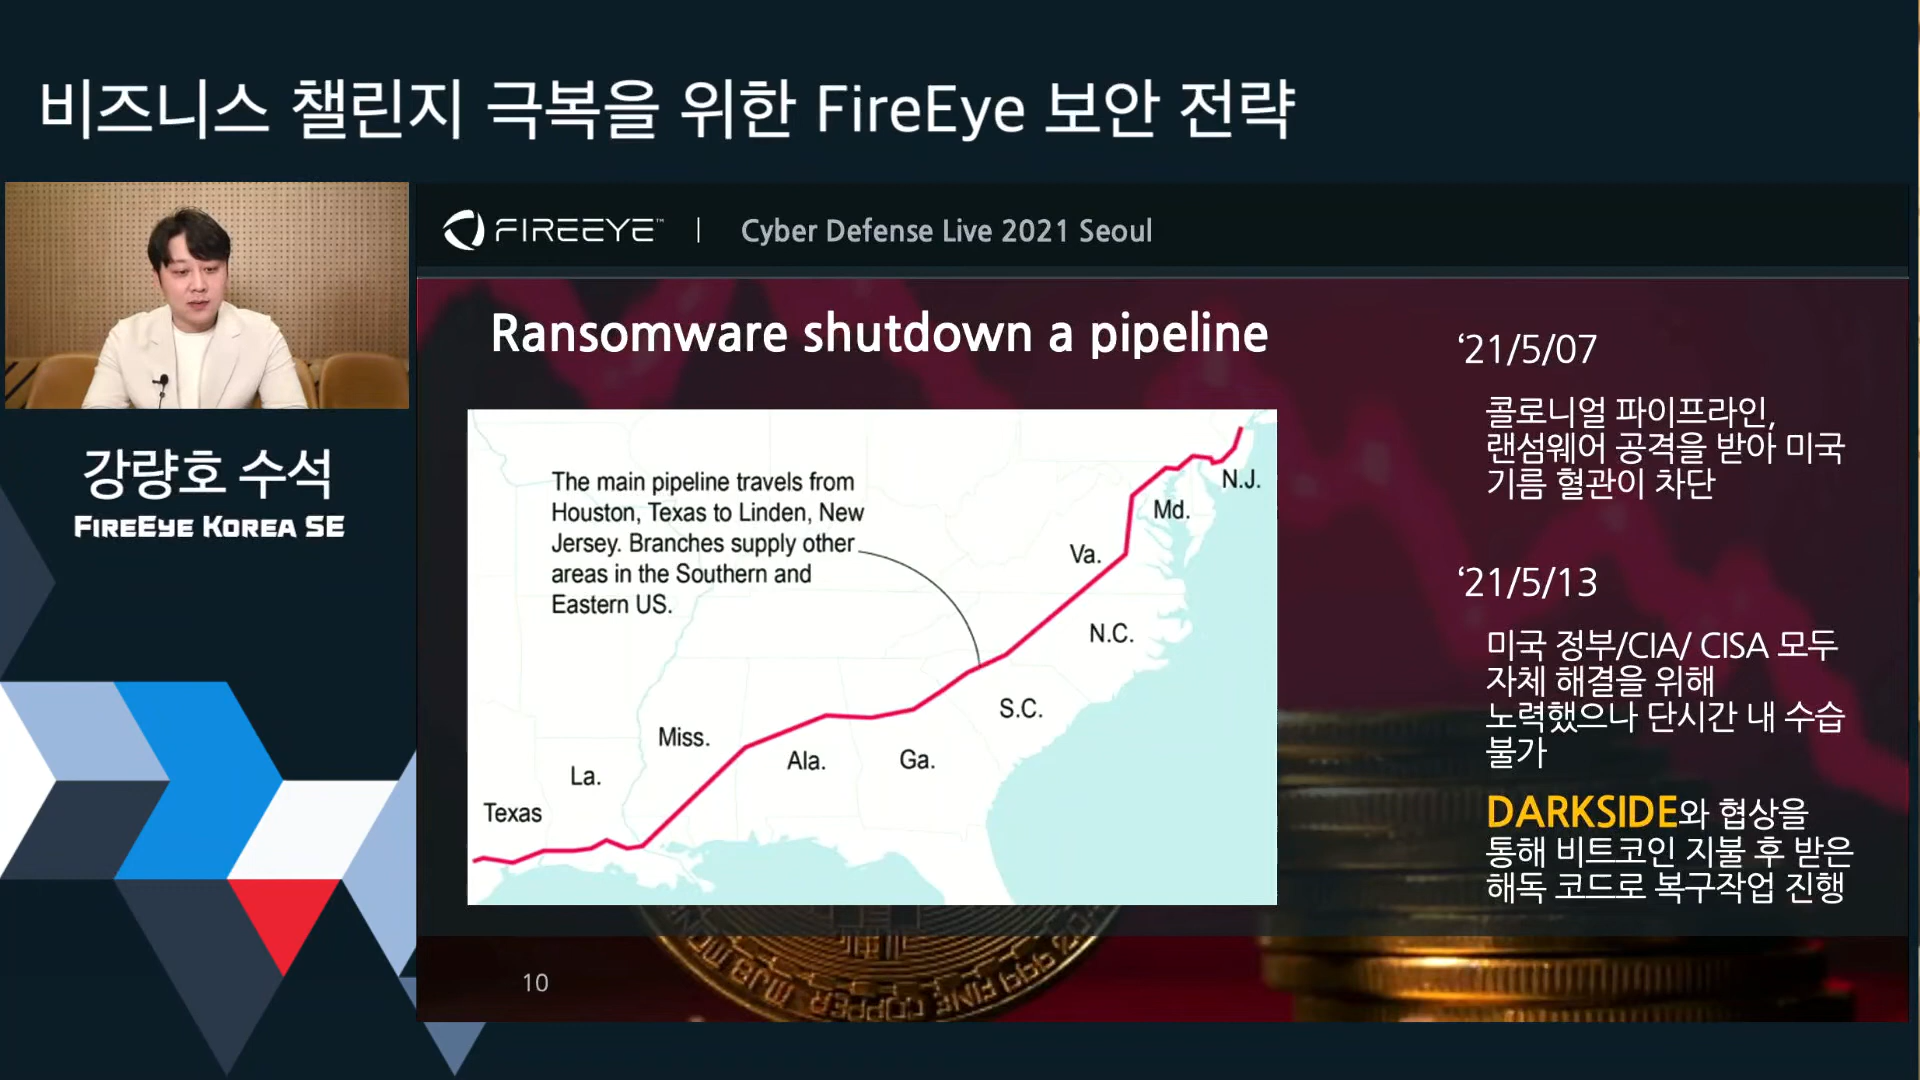 비즈니스 챌린지 극복을 위한 FireEye 보안 전략
FIREEYE™ | Cyber Defense Live 2021 Seoul
강량호 수석
FireEye Korea SE
Ransomware shutdown a pipeline
The main pipeline travels from
Houston, Texas to Linden, New
Jersey. Branches supply other
areas in the Southern and
Eastern US.
N.J.
Md.
Va.
N.C.
S.C.
Miss.
Ala.
Ga.
La.
Texas
‘21/5/07
콜로니얼 파이프라인,
랜섬웨어 공격을 받아 미국
기름 혈관이 차단
‘21/5/13
미국 정부/CIA/ CISA 모두
자체 해결을 위해
노력했으나 단시간 내 수습
불가
DARKSIDE와 협상을
통해 비트코인 지불 후 받은
해독 코드로 복구작업 진행
10